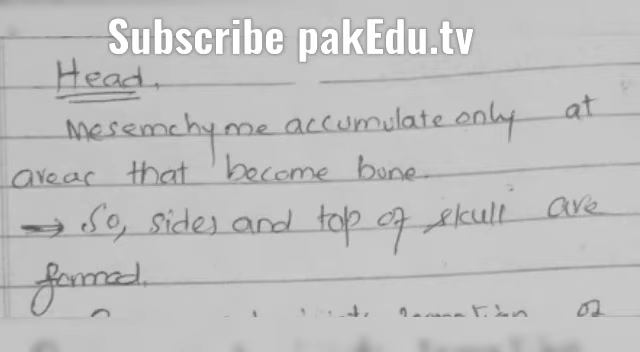 Subscribe pakEdu.tv
Head.
Mesemchyme accumulate only at
areas that become bone.
→ So, sides and top of skull are
formed.
of